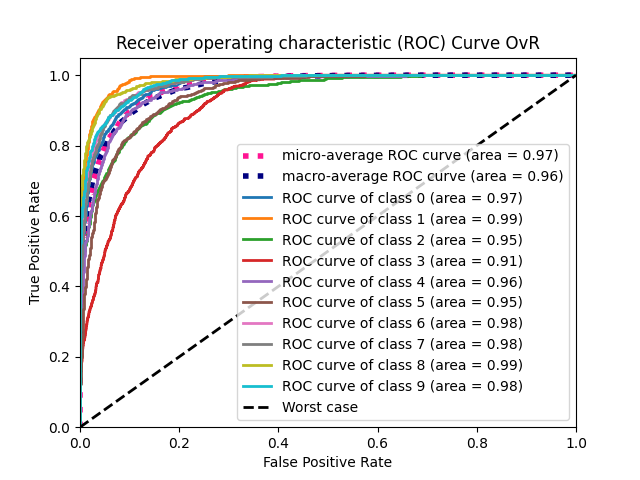 Receiver operating characteristic (ROC) Curve OvR
True Positive Rate
1.0
0.8
0.6
0.4
0.2
0.0
micro-average ROC curve (area = 0.97)
macro-average ROC curve (area = 0.96)
ROC curve of class 0 (area = 0.97)
ROC curve of class 1 (area = 0.99)
ROC curve of class 2 (area = 0.95)
ROC curve of class 3 (area = 0.91)
ROC curve of class 4 (area = 0.96)
ROC curve of class 5 (area = 0.95)
ROC curve of class 6 (area = 0.98)
ROC curve of class 7 (area = 0.98)
ROC curve of class 8 (area = 0.99)
ROC curve of class 9 (area = 0.98)
Worst case
0.0 0.2 0.4 0.6 0.8 1.0
False Positive Rate